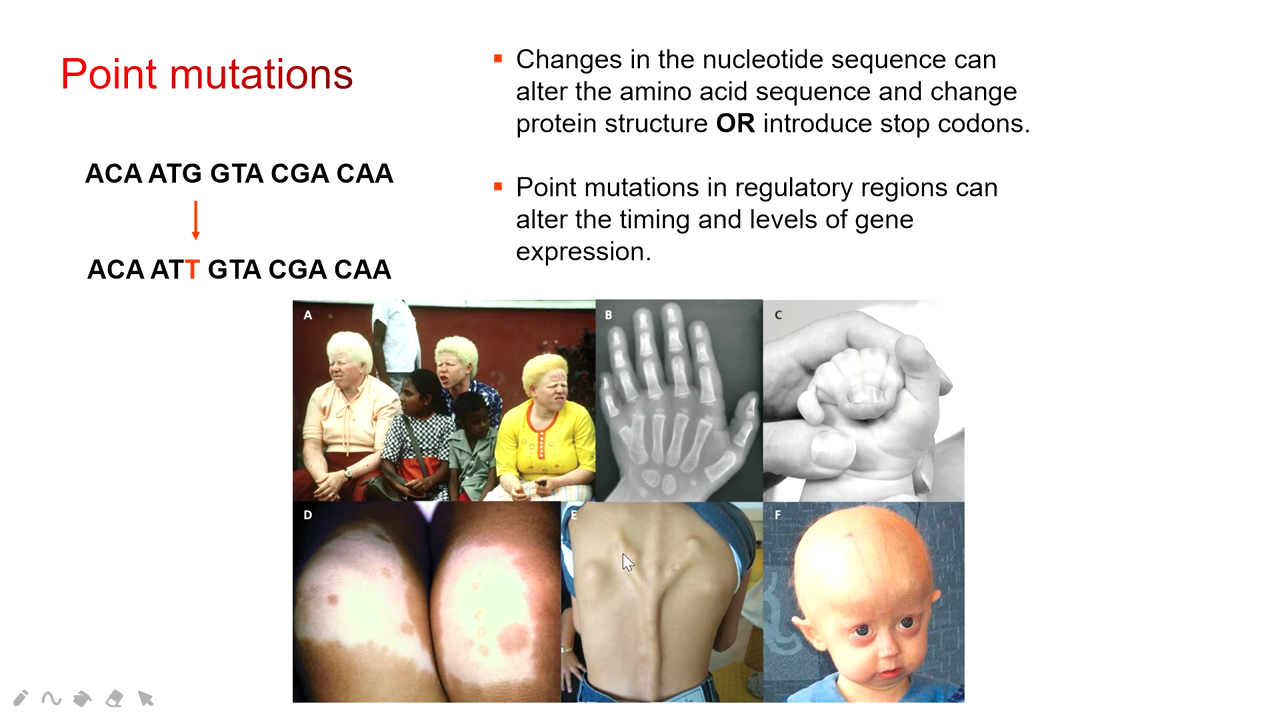 Point mutations
ACA ATG GTA CGA CAA
ACA ATT GTA CGA CAA
▪ Changes in the nucleotide sequence can
alter the amino acid sequence and change
protein structure OR introduce stop codons.
▪ Point mutations in regulatory regions can
alter the timing and levels of gene
expression.
A
B
C
D
E
F